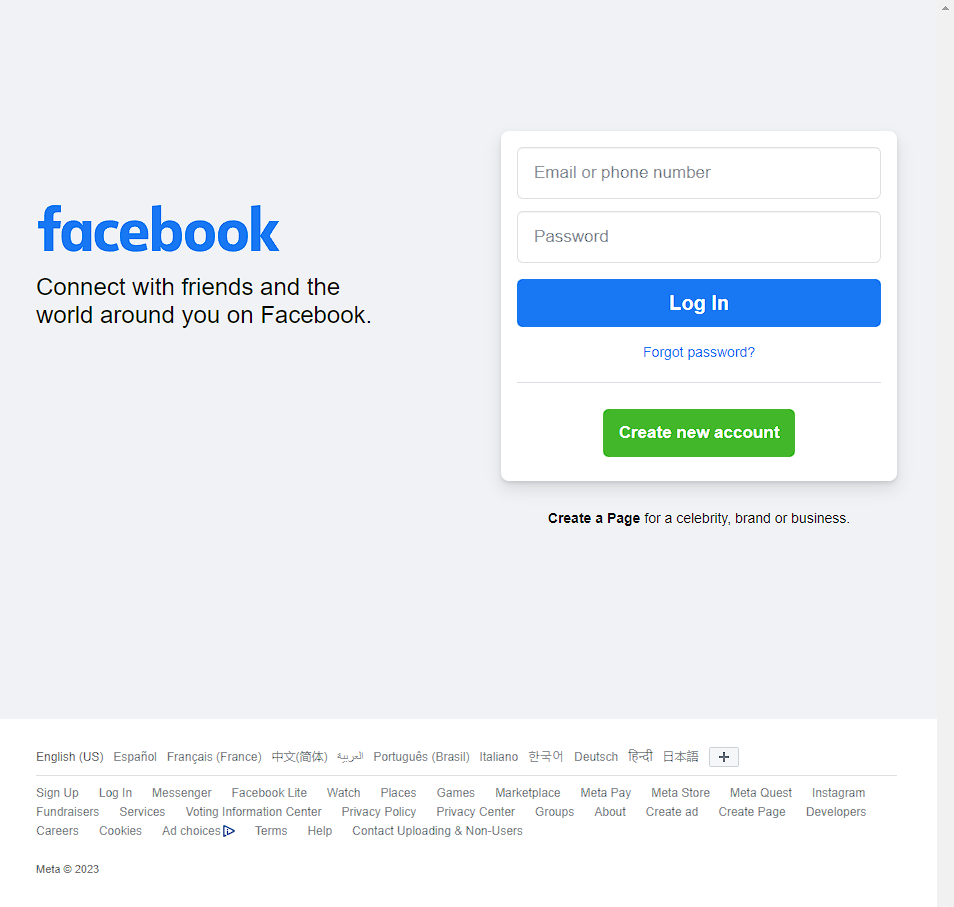 facebook
Connect with friends and the
world around you on Facebook.
Email or phone number
Password
Log In
Forgot password?
Create new account
Create a Page for a celebrity, brand or business.
English (US) Español Français (France) 中文(简体) العربية Português (Brasil) Italiano 한국어 Deutsch हिन्दी 日本語 +
Sign Up Log In Messenger Facebook Lite Watch Places Games Marketplace Meta Pay Meta Store Meta Quest Instagram
Fundraisers Services Voting Information Center Privacy Policy Privacy Center Groups About Create ad Create Page Developers
Careers Cookies Ad choices Terms Help Contact Uploading & Non-Users
Meta © 2023